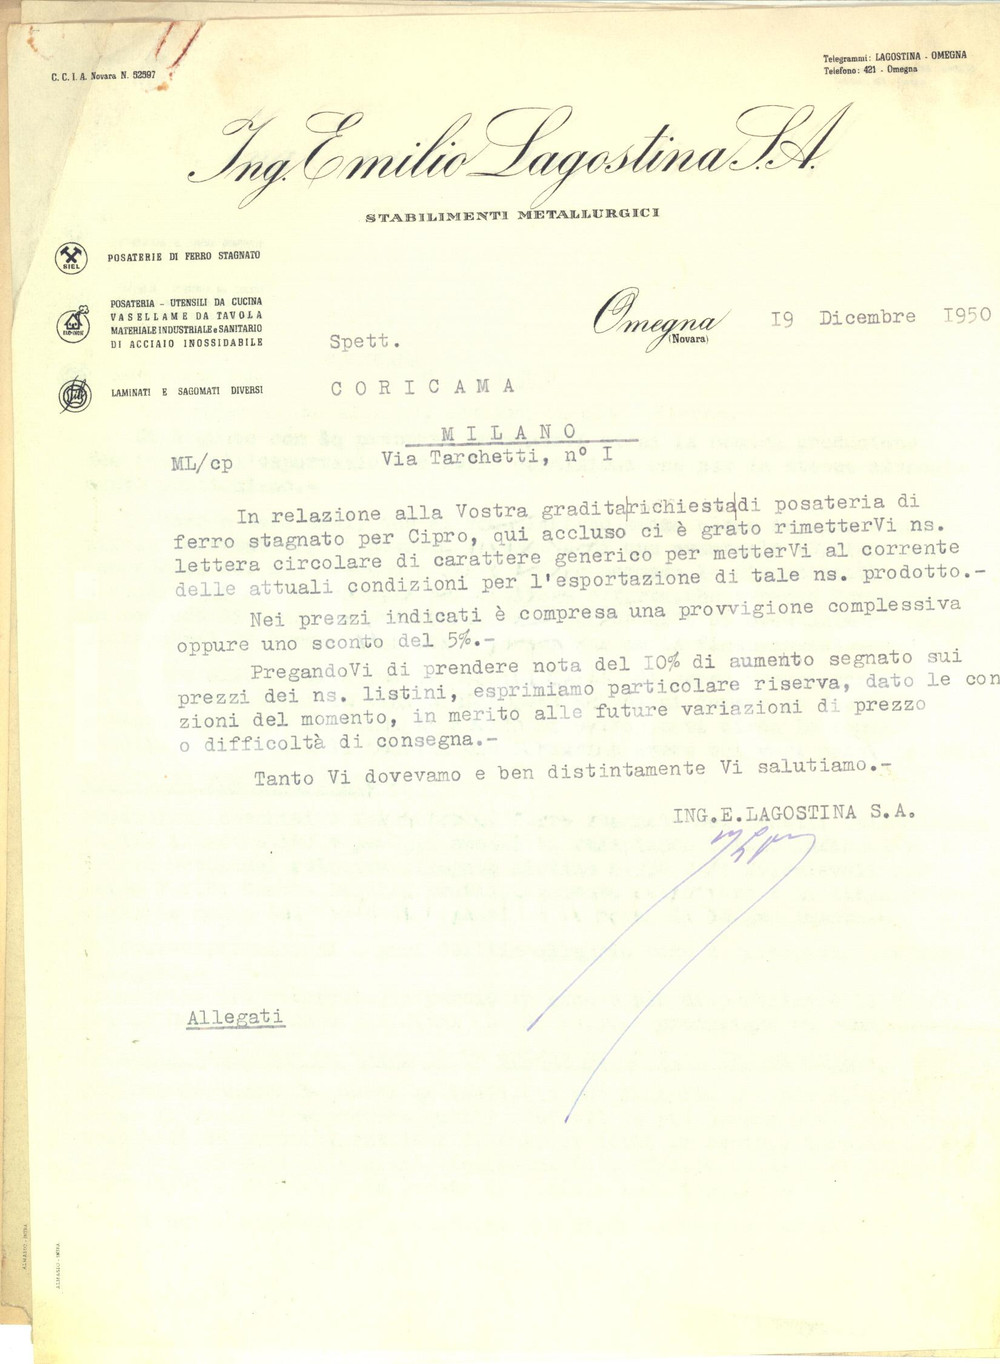 C. C. I. A. Novara N. 52597
Telegrammi: LAGOSTINA - OMEGNA
Telefono: 421 - Omegna
Ing. Emilio Lagostina S.A.
STABILIMENTI METALLURGICI
POSATERIE DI FERRO STAGNATO
POSATERIA - UTENSILI DA CUCINA
VASELLAME DA TAVOLA
MATERIALE INDUSTRIALE e SANITARIO
DI ACCIAIO INOSSIDABILE
LAMINATI E SAGOMATI DIVERSI
Omegna 19 Dicembre 1950
(Novara)
Spett.
C O R I C A M A
M I L A N O
Via Tarchetti, n° I
ML/cp
In relazione alla Vostra gradita|richiesta|di posateria di
ferro stagnato per Cipro, qui accluso ci è grato rimetterVi ns.
lettera circolare di carattere generico per metterVi al corrente
delle attuali condizioni per l'esportazione di tale ns. prodotto.-
Nei prezzi indicati è compresa una provvigione complessiva
oppure uno sconto del 5%.-
PregandoVi di prendere nota del IO% di aumento segnato sui
prezzi dei ns. listini, esprimiamo particolare riserva, dato le con
zioni del momento, in merito alle future variazioni di prezzo
o difficoltà di consegna.-
Tanto Vi dovevamo e ben distintamente Vi salutiamo.-
ING.E.LAGOSTINA S.A.
Allegati